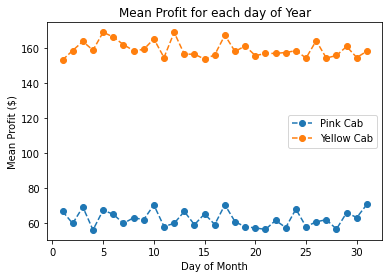 Mean Profit for each day of Year
Mean Profit ($)
160
140
120
100
80
60
Pink Cab
Yellow Cab
0
5
10
15
20
25
30
Day of Month